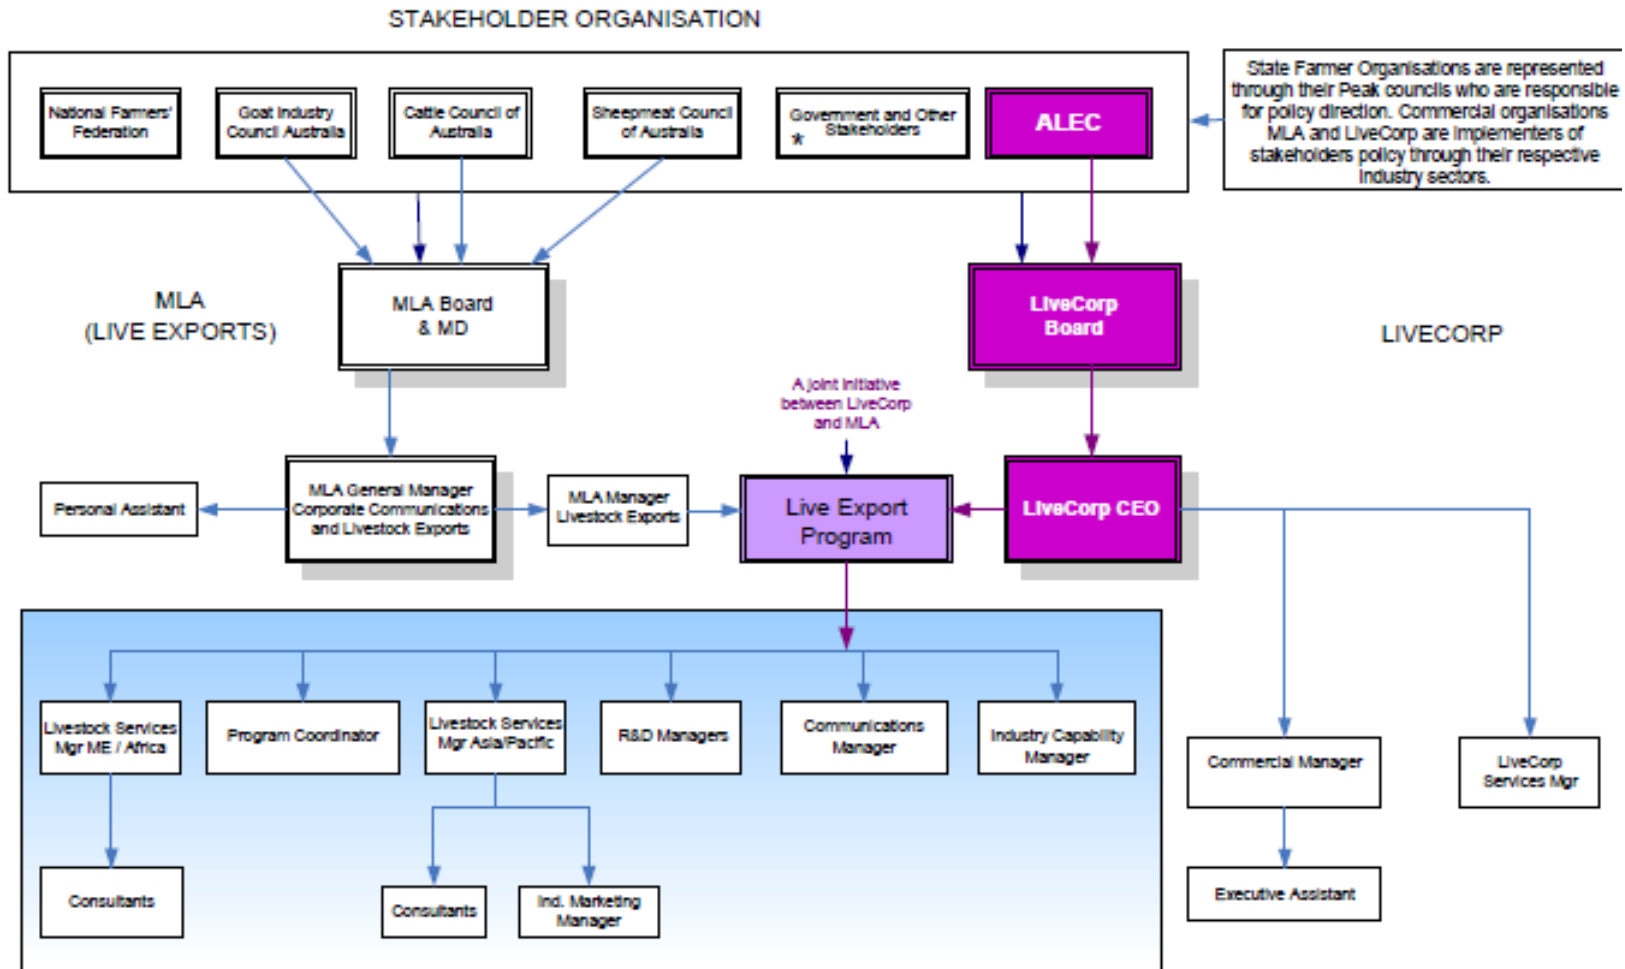 STAKEHOLDER ORGANISATION
National Farmers'
Federation
Goat Industry
Council Australia
Cattle Council of
Australia
Sheepmeat Council
of Australia
Government and Other
Stakeholders
*
ALEC
State Farmer Organisations are represented
through their Peak councils who are responsible
for policy direction. Commercial organisations
MLA and LiveCorp are implementers of
stakeholders policy through their respective
industry sectors.
MLA
(LIVE EXPORTS)
MLA Board
& MD
LiveCorp
Board
LIVECORP
A joint initiative
between LiveCorp
and MLA
Personal Assistant
MLA General Manager
Corporate Communications
and Livestock Exports
MLA Manager
Livestock Exports
Live Export
Program
LiveCorp CEO
Livestock Services
Mgr ME / Africa
Program Coordinator
Livestock Services
Mgr Asia/Pacific
R&D Managers
Communications
Manager
Industry Capability
Manager
Commercial Manager
LiveCorp
Services Mgr
Consultants
Consultants
Ind. Marketing
Manager
Executive Assistant